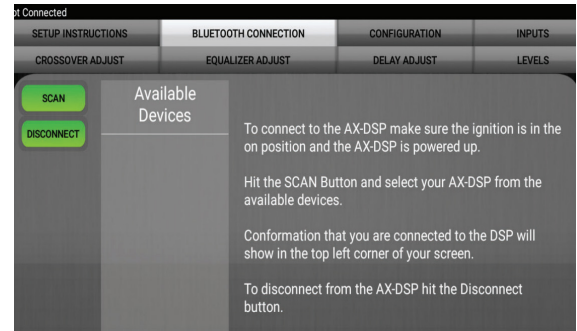 ot Connected
SETUP INSTRUCTIONS BLUETOOTH CONNECTION CONFIGURATION INPUTS
CROSSOVER ADJUST EQUALIZER ADJUST DELAY ADJUST LEVELS
SCAN
DISCONNECT
Available
Devices
To connect to the AX-DSP make sure the ignition is in the
on position and the AX-DSP is powered up.
Hit the SCAN Button and select your AX-DSP from the
available devices.
Conformation that you are connected to the DSP will
show in the top left corner of your screen.
To disconnect from the AX-DSP hit the Disconnect
button.